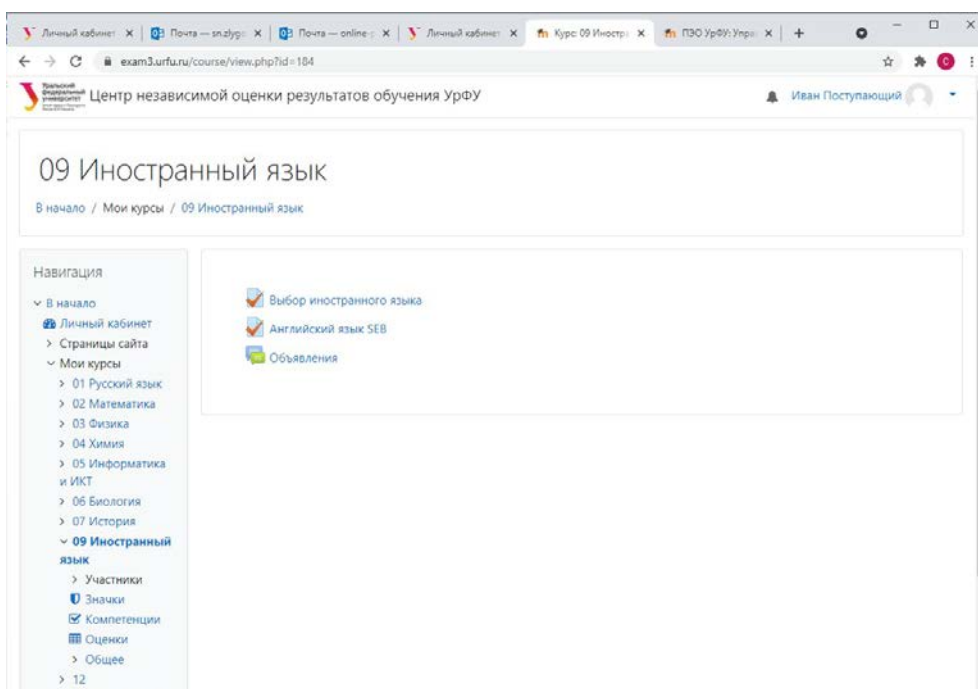 Личный кабинет
Почта — sn.zlyg
Почта — online-
Личный кабинет
Курс: 09 Иностр
ПЭО УрФУ: Упра
exam3.urfu.ru/course/view.php?id=184
C
Уральский
федеральный
университет
Центр независимой оценки результатов обучения УрФУ
Иван Поступающий
09 Иностранный язык
В начало / Мои курсы / 09 Иностранный язык
Навигация
В начало
Личный кабинет
Страницы сайта
Мои курсы
01 Русский язык
02 Математика
03 Физика
04 Химия
05 Информатика
и ИКТ
06 Биология
07 История
09 Иностранный
язык
Участники
Значки
Компетенции
Оценки
Общее
12
Выбор иностранного языка
Английский язык SEB
Объявления